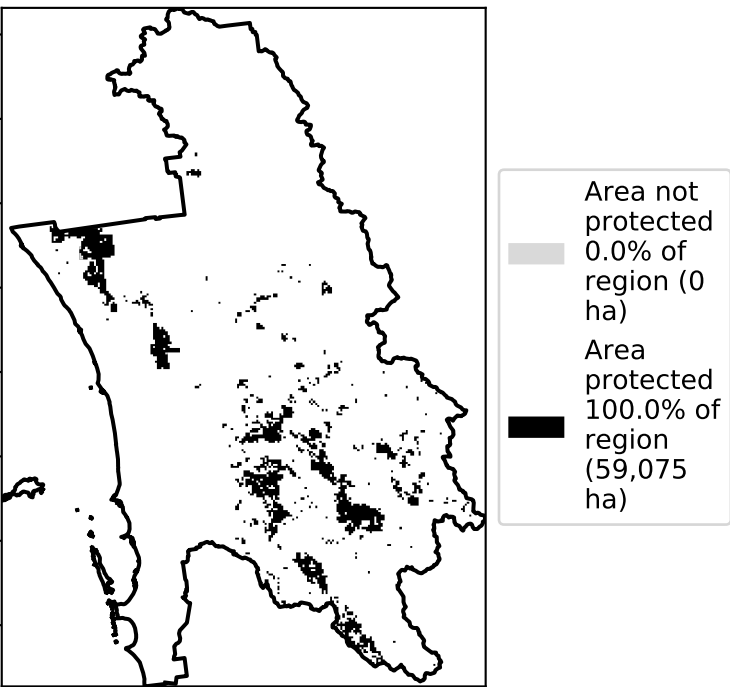 Area not
protected
0.0% of
region (0
ha)
Area
protected
100.0% of
region
(59,075
ha)